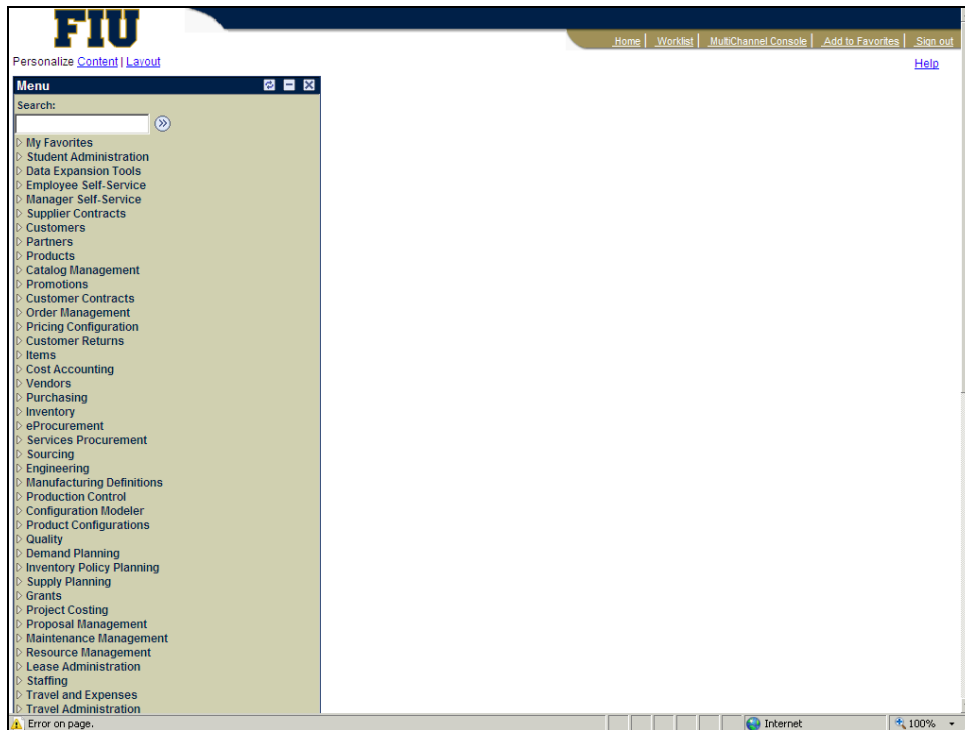 FIU
Home | Worklist | MultiChannel Console | Add to Favorites | Sign out
Personalize Content | Layout
Help
Menu
Search:
My Favorites
Student Administration
Data Expansion Tools
Employee Self-Service
Manager Self-Service
Supplier Contracts
Customers
Partners
Products
Catalog Management
Promotions
Customer Contracts
Order Management
Pricing Configuration
Customer Returns
Items
Cost Accounting
Vendors
Purchasing
Inventory
eProcurement
Services Procurement
Sourcing
Engineering
Manufacturing Definitions
Production Control
Configuration Modeler
Product Configurations
Quality
Demand Planning
Inventory Policy Planning
Supply Planning
Grants
Project Costing
Proposal Management
Maintenance Management
Resource Management
Lease Administration
Staffing
Travel and Expenses
Travel Administration
Error on page.
Internet
100%